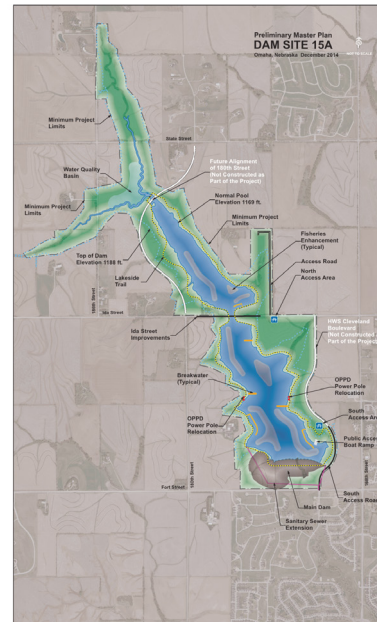 Preliminary Master Plan
DAM SITE 15A
Omaha, Nebraska December 2014
Minimum Project
Limits
State Street
Water Quality
Basin
Future Alignment
of 180th Street
(Not Constructed as
Part of the Project)
Normal Pool
Elevation 1169 ft.
Minimum Project
Limits
Minimum Project
Limits
Fisheries
Enhancement
(Typical)
Top of Dam
Elevation 1188 ft.
Access Road
Lakeside
Trail
North
Access Area
Ida Street
HWS Cleveland
Boulevard
(Not Constructed
Part of the Project)
Ida Street
Improvements
Breakwater
(Typical)
OPPD
Power Pole
Relocation
OPPD
Power Pole
Relocation
South
Access Are
Public Acces
Boat Ramp
South
Access Road
Fort Street
Main Dam
Sanitary Sewer
Extension